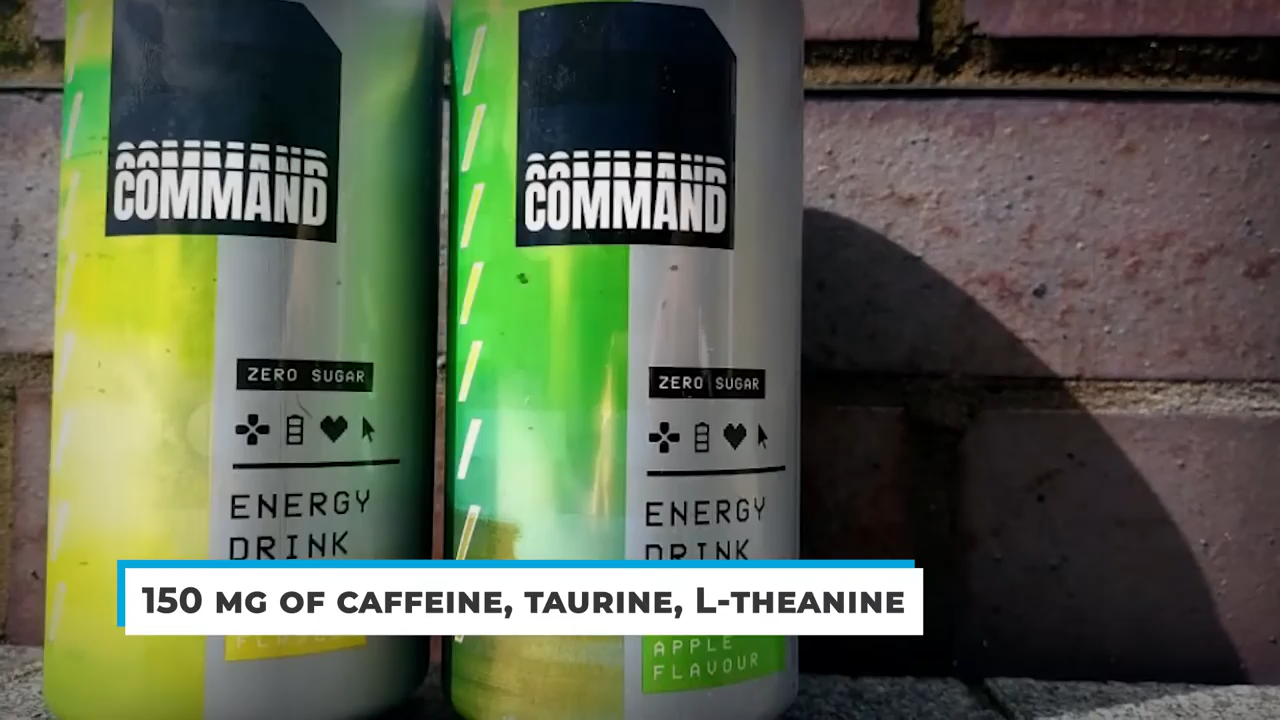 COMMAND
ZERO SUGAR
ENERGY
DRINK
COMMAND
ZERO SUGAR
ENERGY
DRINK
APPLE
FLAVOUR
150 MG OF CAFFEINE, TAURINE, L-THEANINE